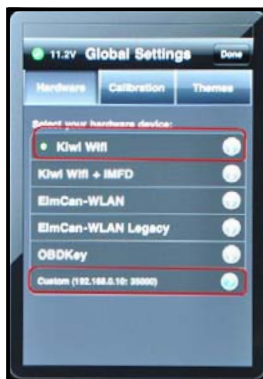 11.2V Global Settings Done
Hardware Calibration Themes
Select your hardware device:
Kiwi Wifi
Kiwi Wifi + IMFD
ElmCan-WLAN
ElmCan-WLAN Legacy
OBDKey
Custom (192.168.0.10: 35000)